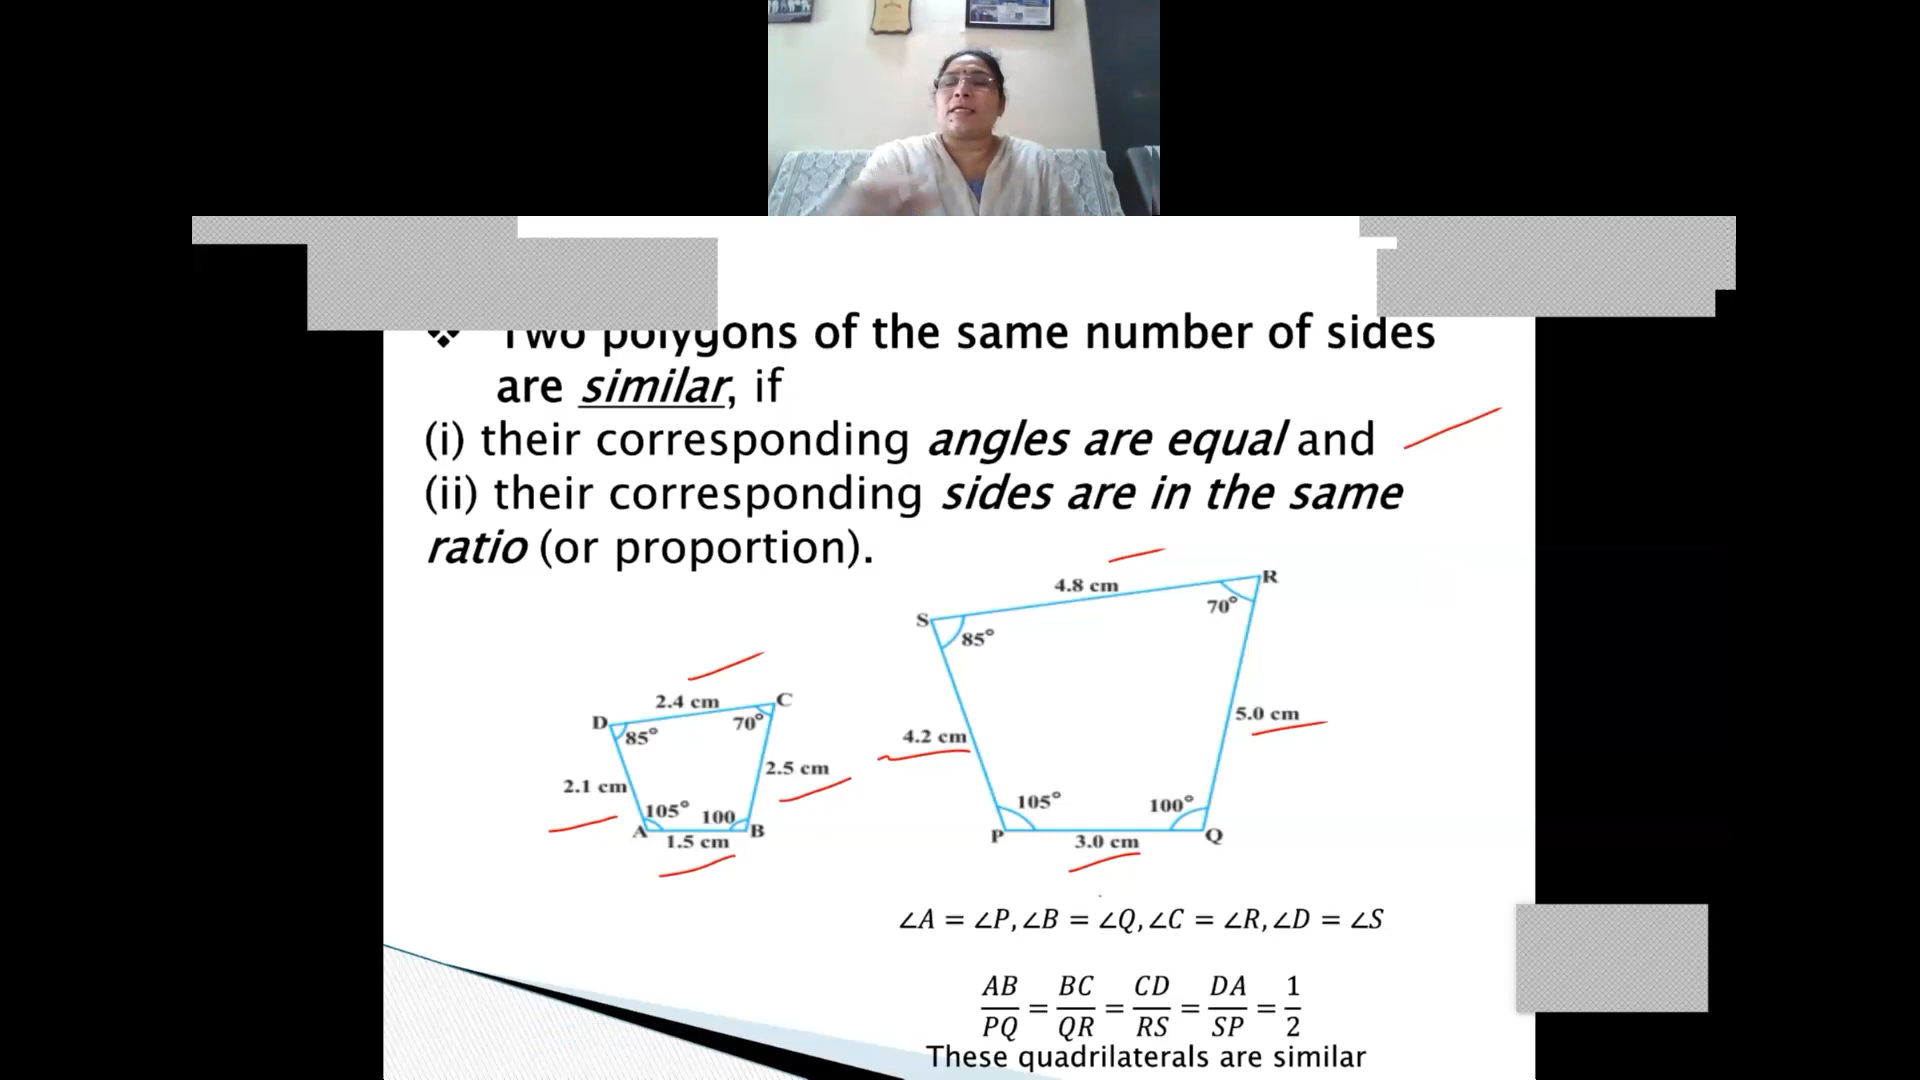 Two polygons of the same number of sides
are similar, if
(i) their corresponding angles are equal and
(ii) their corresponding sides are in the same
ratio (or proportion).
4.8 cm
R
70°
S
85°
2.4 cm
C
D
70°
85°
5.0 cm
4.2 cm
2.5 cm
2.1 cm
105°
100°
105°
100
A
B
P
Q
1.5 cm
3.0 cm
∠A = ∠P, ∠B = ∠Q, ∠C = ∠R, ∠D = ∠S
AB/PQ = BC/QR = CD/RS = DA/SP = 1/2
These quadrilaterals are similar